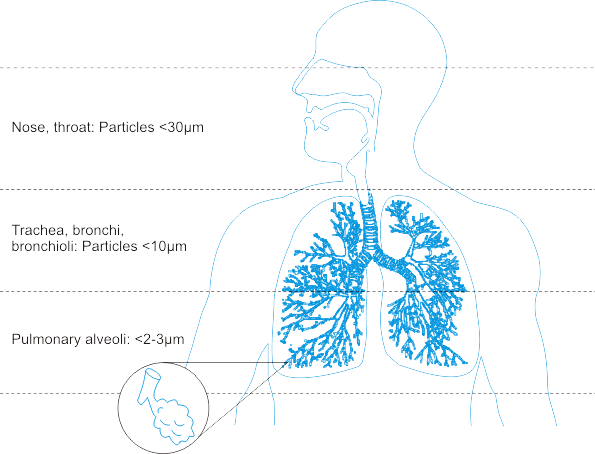 Nose, throat: Particles <30µm
Trachea, bronchi,
bronchioli: Particles <10µm
Pulmonary alveoli: <2-3µm